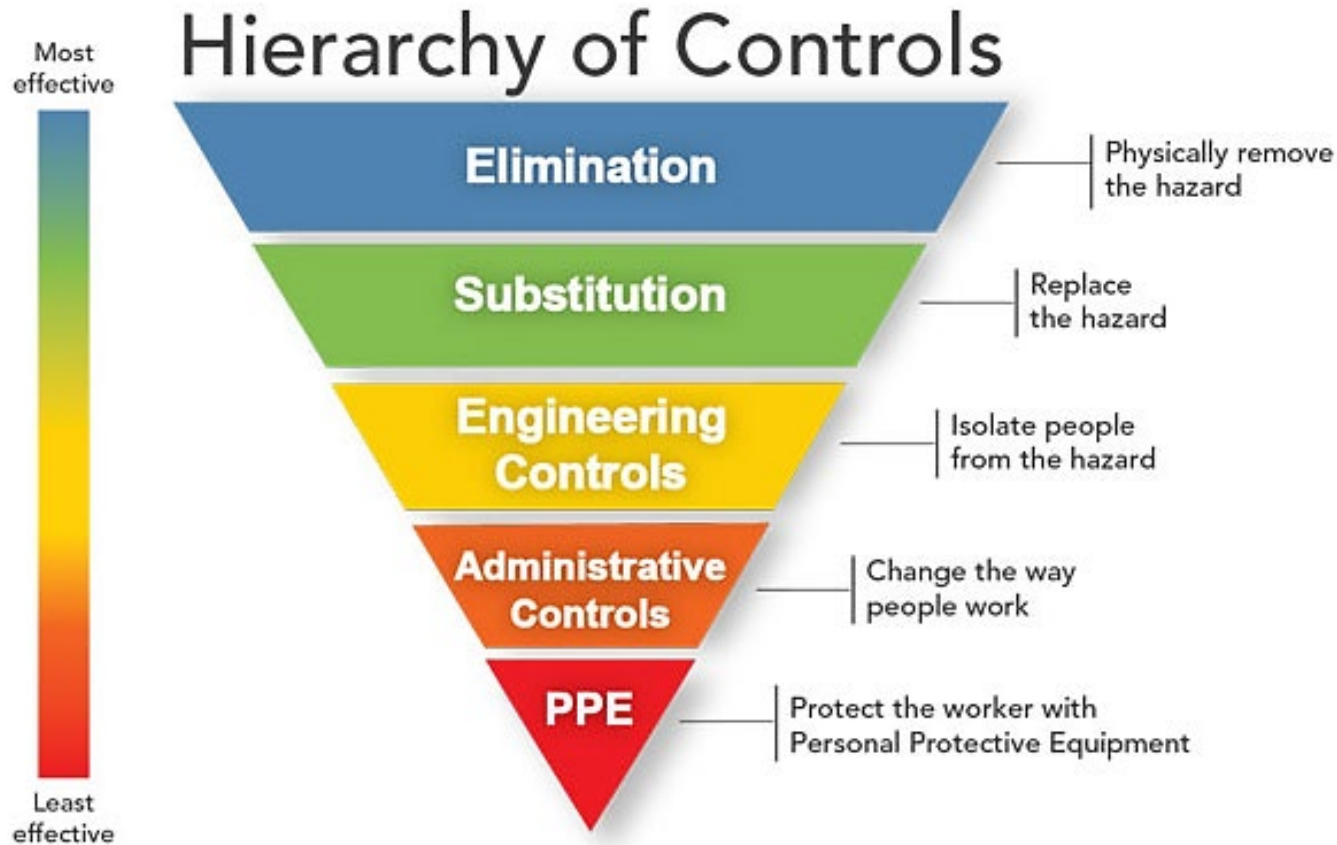 Hierarchy of Controls
Most
effective
Elimination
Physically remove
the hazard
Substitution
Replace
the hazard
Engineering
Controls
Isolate people
from the hazard
Administrative
Controls
Change the way
people work
PPE
Protect the worker with
Personal Protective Equipment
Least
effective